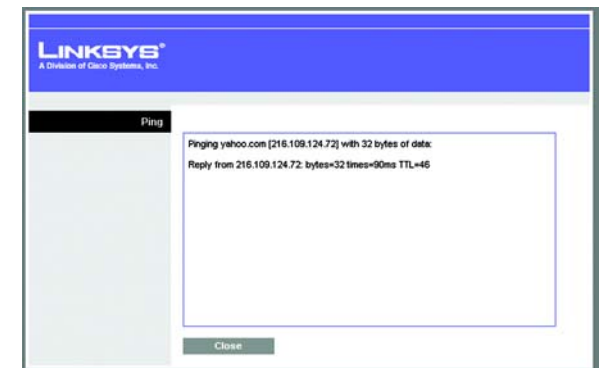 LINKSYS®
A Division of Cisco Systems, Inc.
Ping
Pinging yahoo.com [216.109.124.72] with 32 bytes of data:
Reply from 216.109.124.72: bytes=32 times=90ms TTL=46
Close